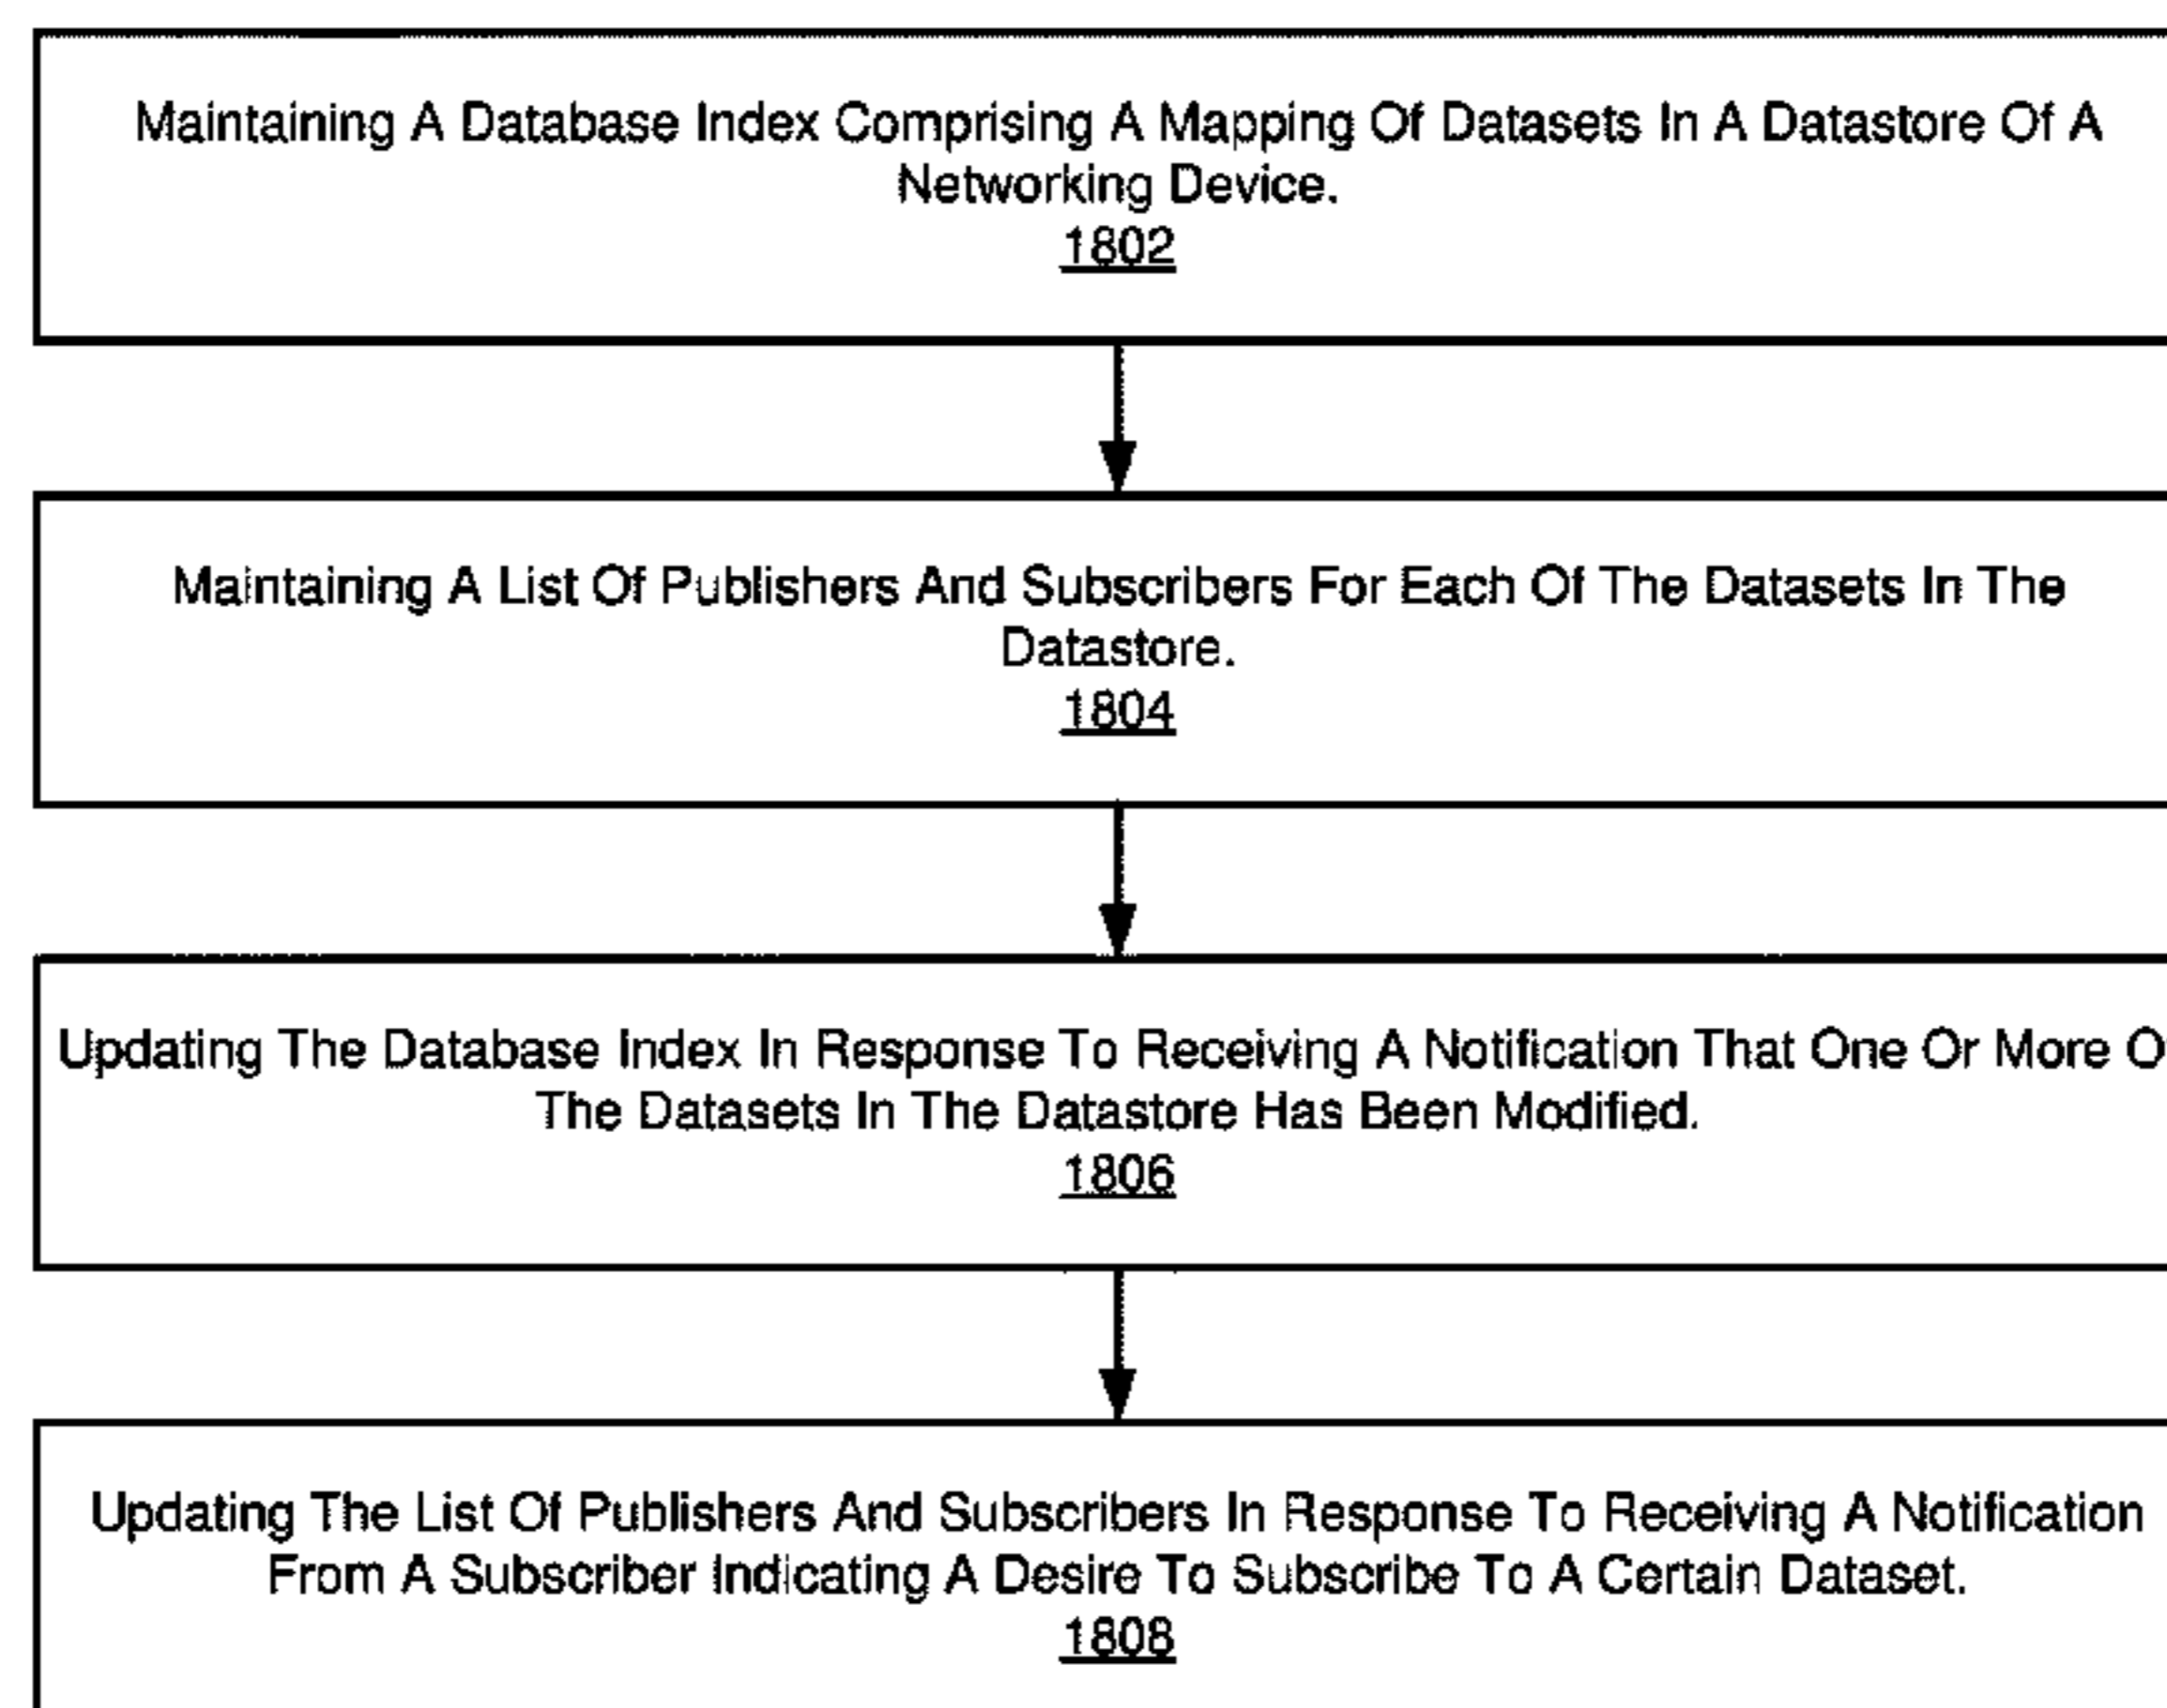 Maintaining A Database Index Comprising A Mapping Of Datasets In A Datastore Of A
Networking Device.
1802
Maintaining A List Of Publishers And Subscribers For Each Of The Datasets In The
Datastore.
1804
Updating The Database Index In Response To Receiving A Notification That One Or More O
The Datasets In The Datastore Has Been Modified.
1806
Updating The List Of Publishers And Subscribers In Response To Receiving A Notification
From A Subscriber Indicating A Desire To Subscribe To A Certain Dataset.
1808